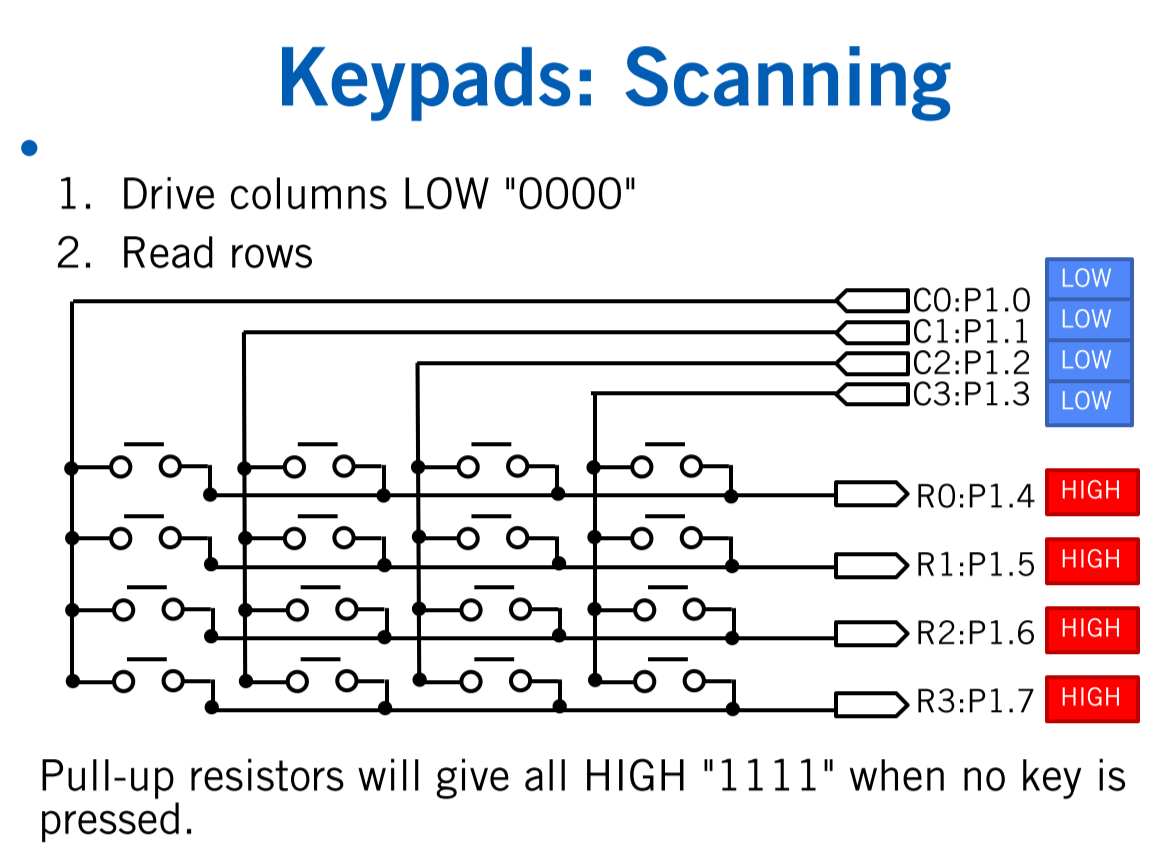 Keypads: Scanning
•
1. Drive columns LOW "0000"
2. Read rows
C0:P1.0 LOW
C1:P1.1 LOW
C2:P1.2 LOW
C3:P1.3 LOW
R0:P1.4 HIGH
R1:P1.5 HIGH
R2:P1.6 HIGH
R3:P1.7 HIGH
Pull-up resistors will give all HIGH "1111" when no key is
pressed.